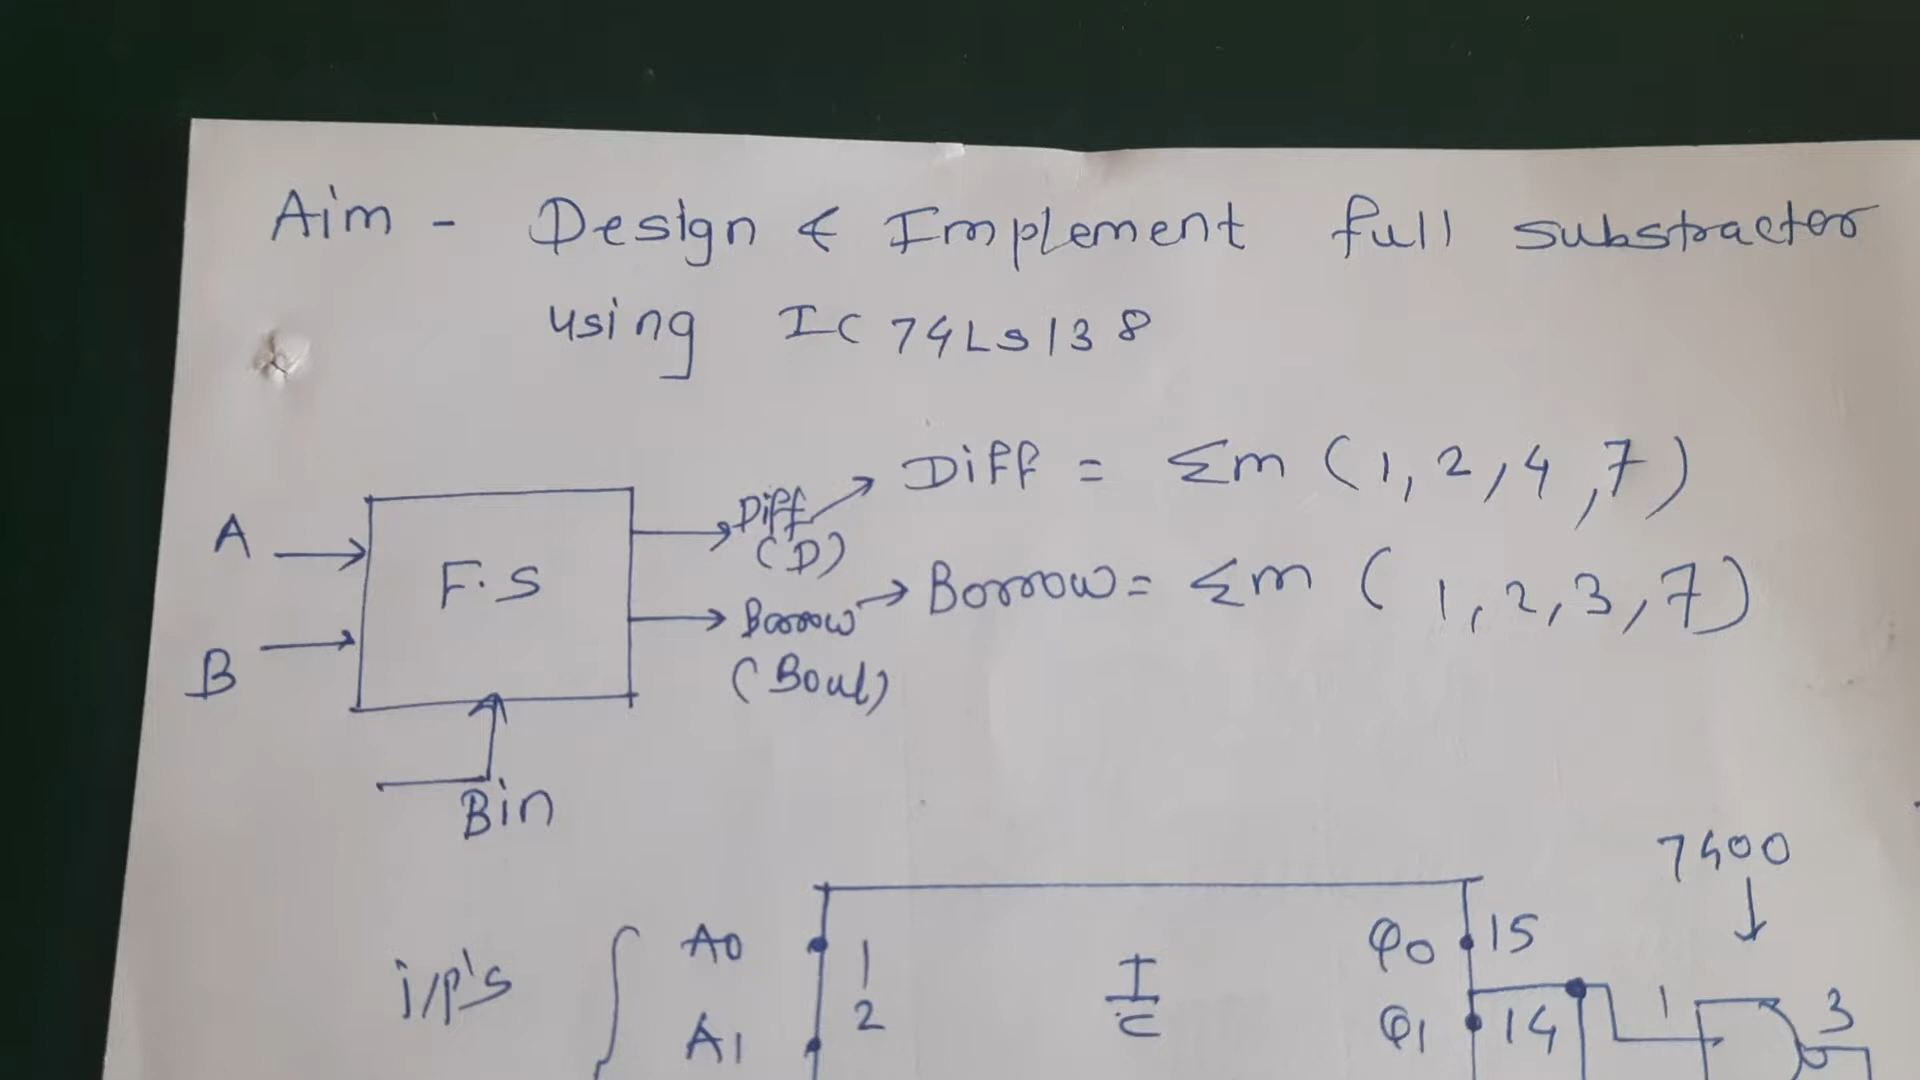 Aim - Design & Implement full substractor
using IC 74LS138
A
B
F.S
Bin
Diff
(D)
Borrow
(Bout)
Diff = Σm (1,2,4,7)
Borrow = Σm (1,2,3,7)
7400
i/p's
A0
1
A1
2
I/C
Q0
15
Q1
14
1
3